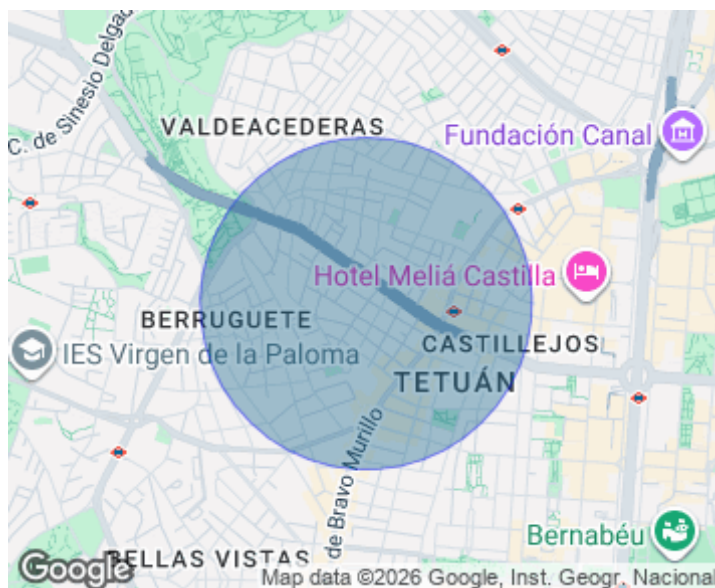 C. de Sinesio Delgado
VALDEACEDERAS
Fundación Canal
Hotel Meliá Castilla
BERRUGUETE
CASTILLEJOS
IES Virgen de la Paloma
TETUÁN
de Bravo Murillo
Bernabéu
BELLAS VISTAS
Google
Map data ©2026 Google, Inst. Geogr. Nacional